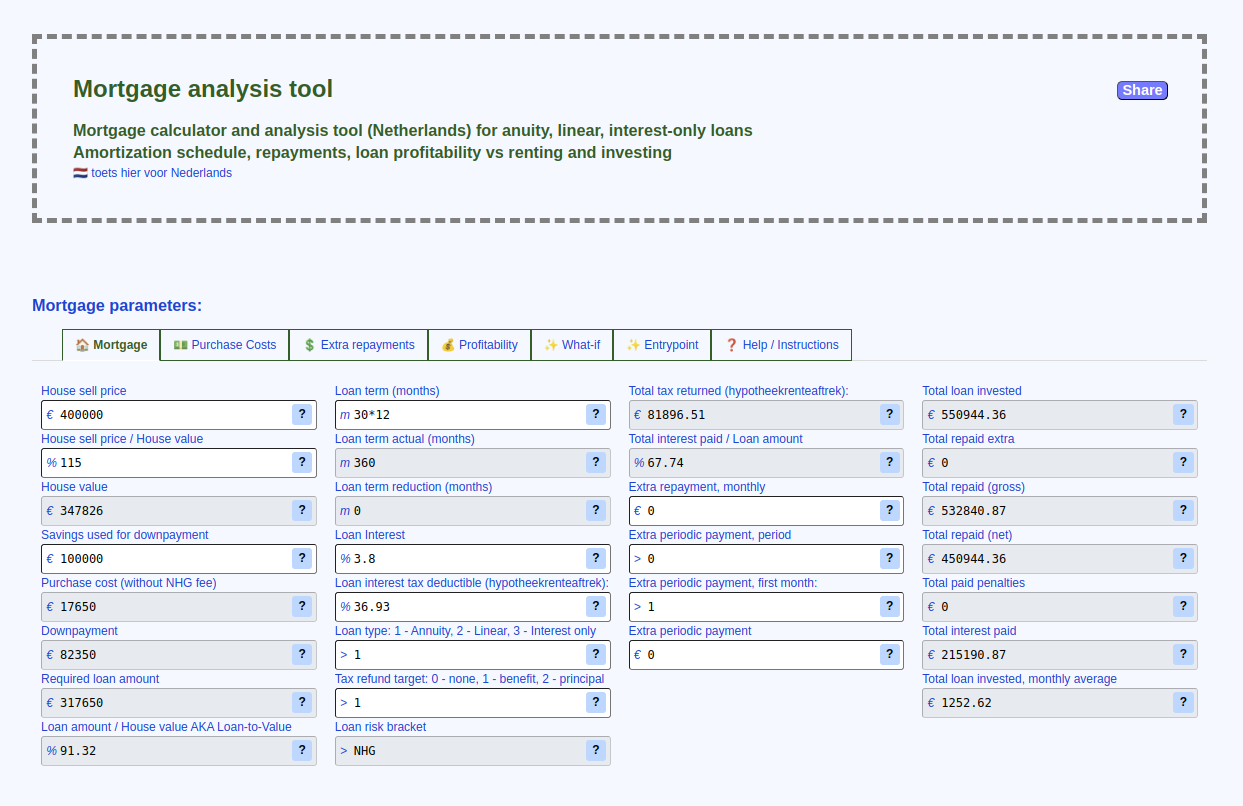 Mortgage analysis tool
Share
Mortgage calculator and analysis tool (Netherlands) for anuity, linear, interest-only loans
Amortization schedule, repayments, loan profitability vs renting and investing
🇳🇱 toets hier voor Nederlands
Mortgage parameters:
🏠 Mortgage
💵 Purchase Costs
💲 Extra repayments
💰 Profitability
✨ What-if
✨ Entrypoint
❓ Help / Instructions
House sell price
€ 400000 ?
House sell price / House value
% 115 ?
House value
€ 347826 ?
Savings used for downpayment
€ 100000 ?
Purchase cost (without NHG fee)
€ 17650 ?
Downpayment
€ 82350 ?
Required loan amount
€ 317650 ?
Loan amount / House value AKA Loan-to-Value
% 91.32 ?
Loan term (months)
m 30*12 ?
Loan term actual (months)
m 360 ?
Loan term reduction (months)
m 0 ?
Loan Interest
% 3.8 ?
Loan interest tax deductible (hypotheekrenteaftrek):
% 36.93 ?
Loan type: 1 - Annuity, 2 - Linear, 3 - Interest only
> 1 ?
Tax refund target: 0 - none, 1 - benefit, 2 - principal
> 1 ?
Loan risk bracket
> NHG ?
Total tax returned (hypotheekrenteaftrek):
€ 81896.51 ?
Total interest paid / Loan amount
% 67.74 ?
Extra repayment, monthly
€ 0 ?
Extra periodic payment, period
> 0 ?
Extra periodic payment, first month:
> 1 ?
Extra periodic payment
€ 0 ?
Total loan invested
€ 550944.36 ?
Total repaid extra
€ 0 ?
Total repaid (gross)
€ 532840.87 ?
Total repaid (net)
€ 450944.36 ?
Total paid penalties
€ 0 ?
Total interest paid
€ 215190.87 ?
Total loan invested, monthly average
€ 1252.62 ?